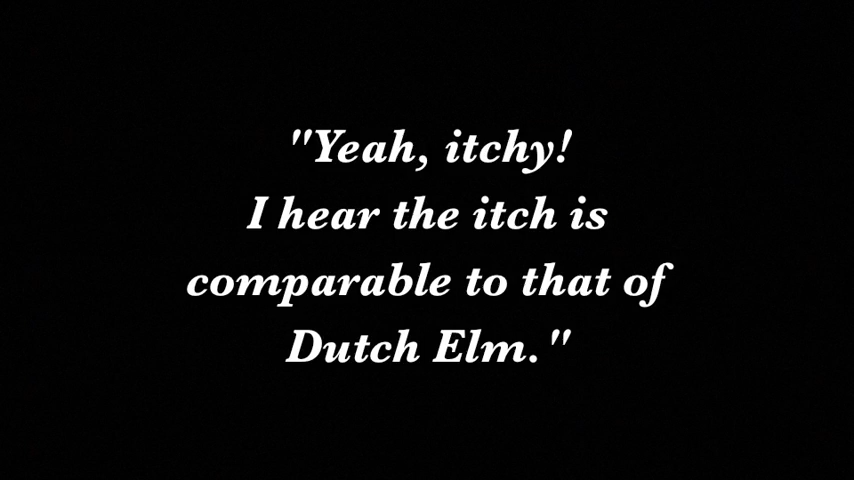 "Yeah, itchy!
I hear the itch is
comparable to that of
Dutch Elm."